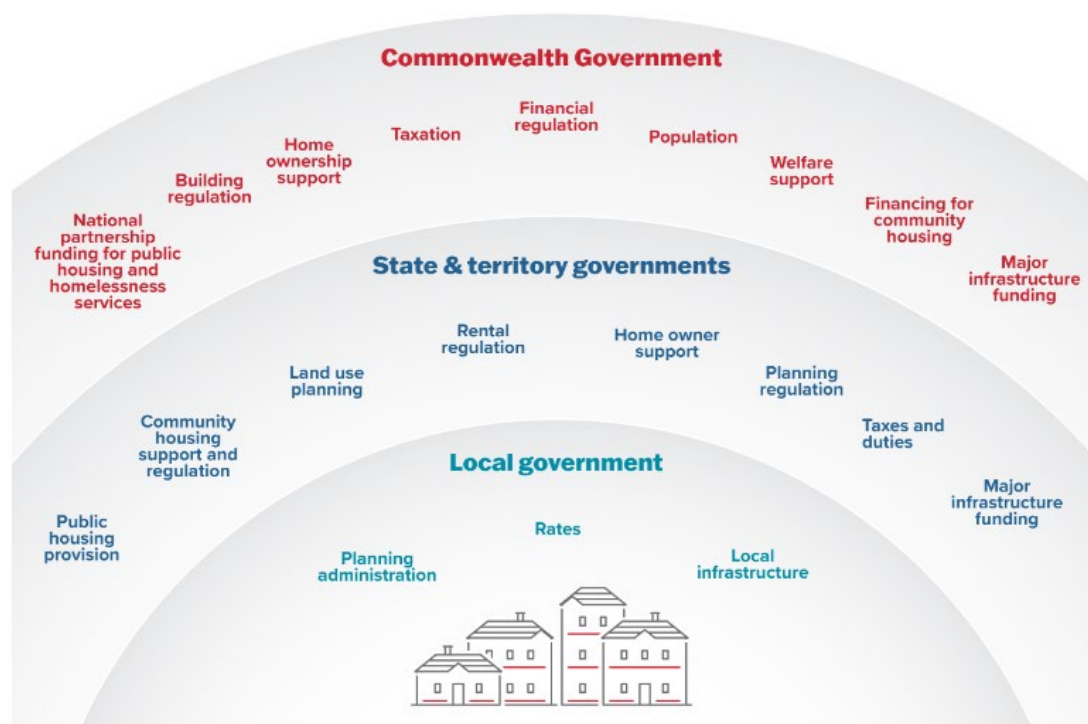 Commonwealth Government
National
partnership
funding for public
housing and
homelessness
services
Building
regulation
Home
ownership
support
Taxation
Financial
regulation
Population
Welfare
support
Financing for
community
housing
Major
infrastructure
funding
State & territory governments
Public
housing
provision
Community
housing
support and
regulation
Land use
planning
Rental
regulation
Home owner
support
Planning
regulation
Taxes and
duties
Major
infrastructure
funding
Local government
Planning
administration
Rates
Local
infrastructure